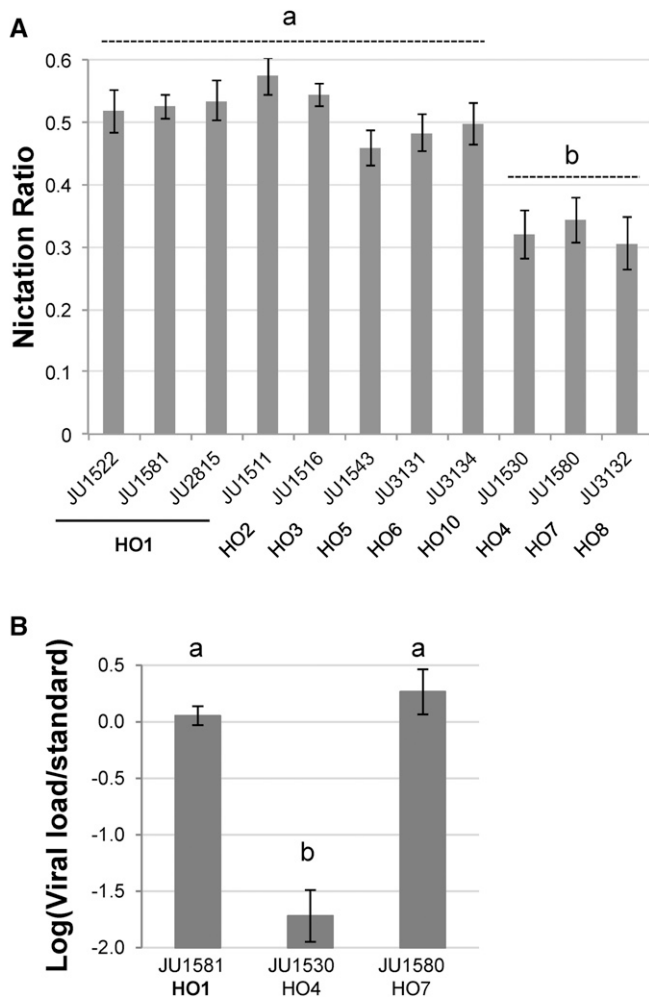 A
a
b
Nictation Ratio
0.6
0.5
0.4
0.3
0.2
0.1
0
JU1522
JU1581
JU2815
JU1511
JU1516
JU1543
JU3131
JU3134
JU1530
JU1580
JU3132
HO1
HO2
HO3
HO5
HO6
HO10
HO4
HO7
HO8
B
Log(Viral load/standard)
a
b
a
0.5
0.0
-0.5
-1.0
-1.5
-2.0
JU1581
JU1530
JU1580
HO1
HO4
HO7